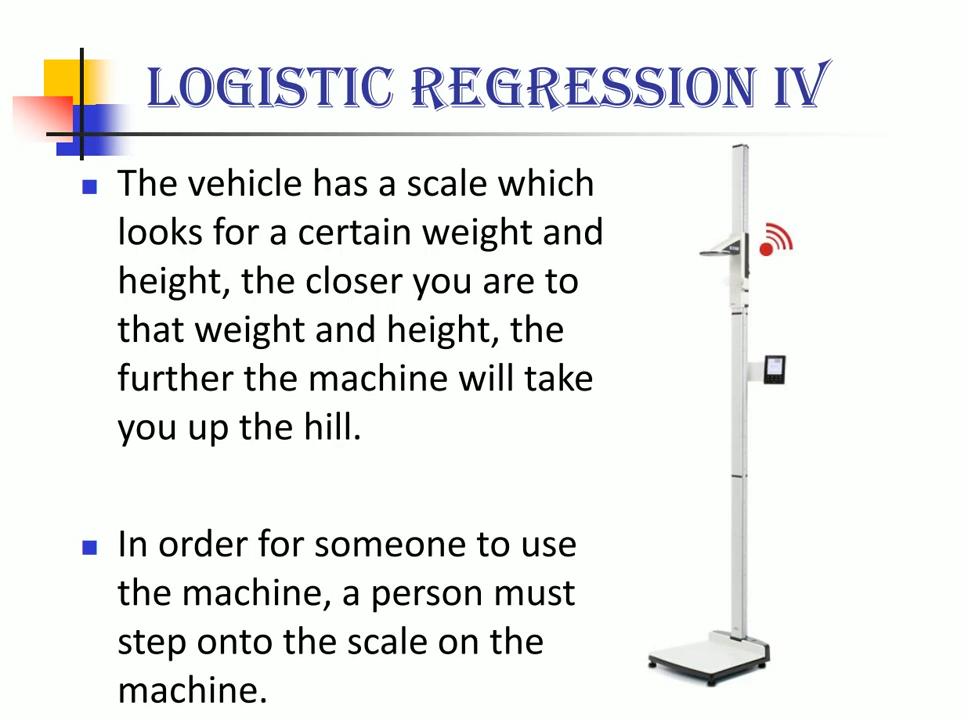 LOGISTIC REGRESSION IV
The vehicle has a scale which
looks for a certain weight and
height, the closer you are to
that weight and height, the
further the machine will take
you up the hill.
In order for someone to use
the machine, a person must
step onto the scale on the
machine.